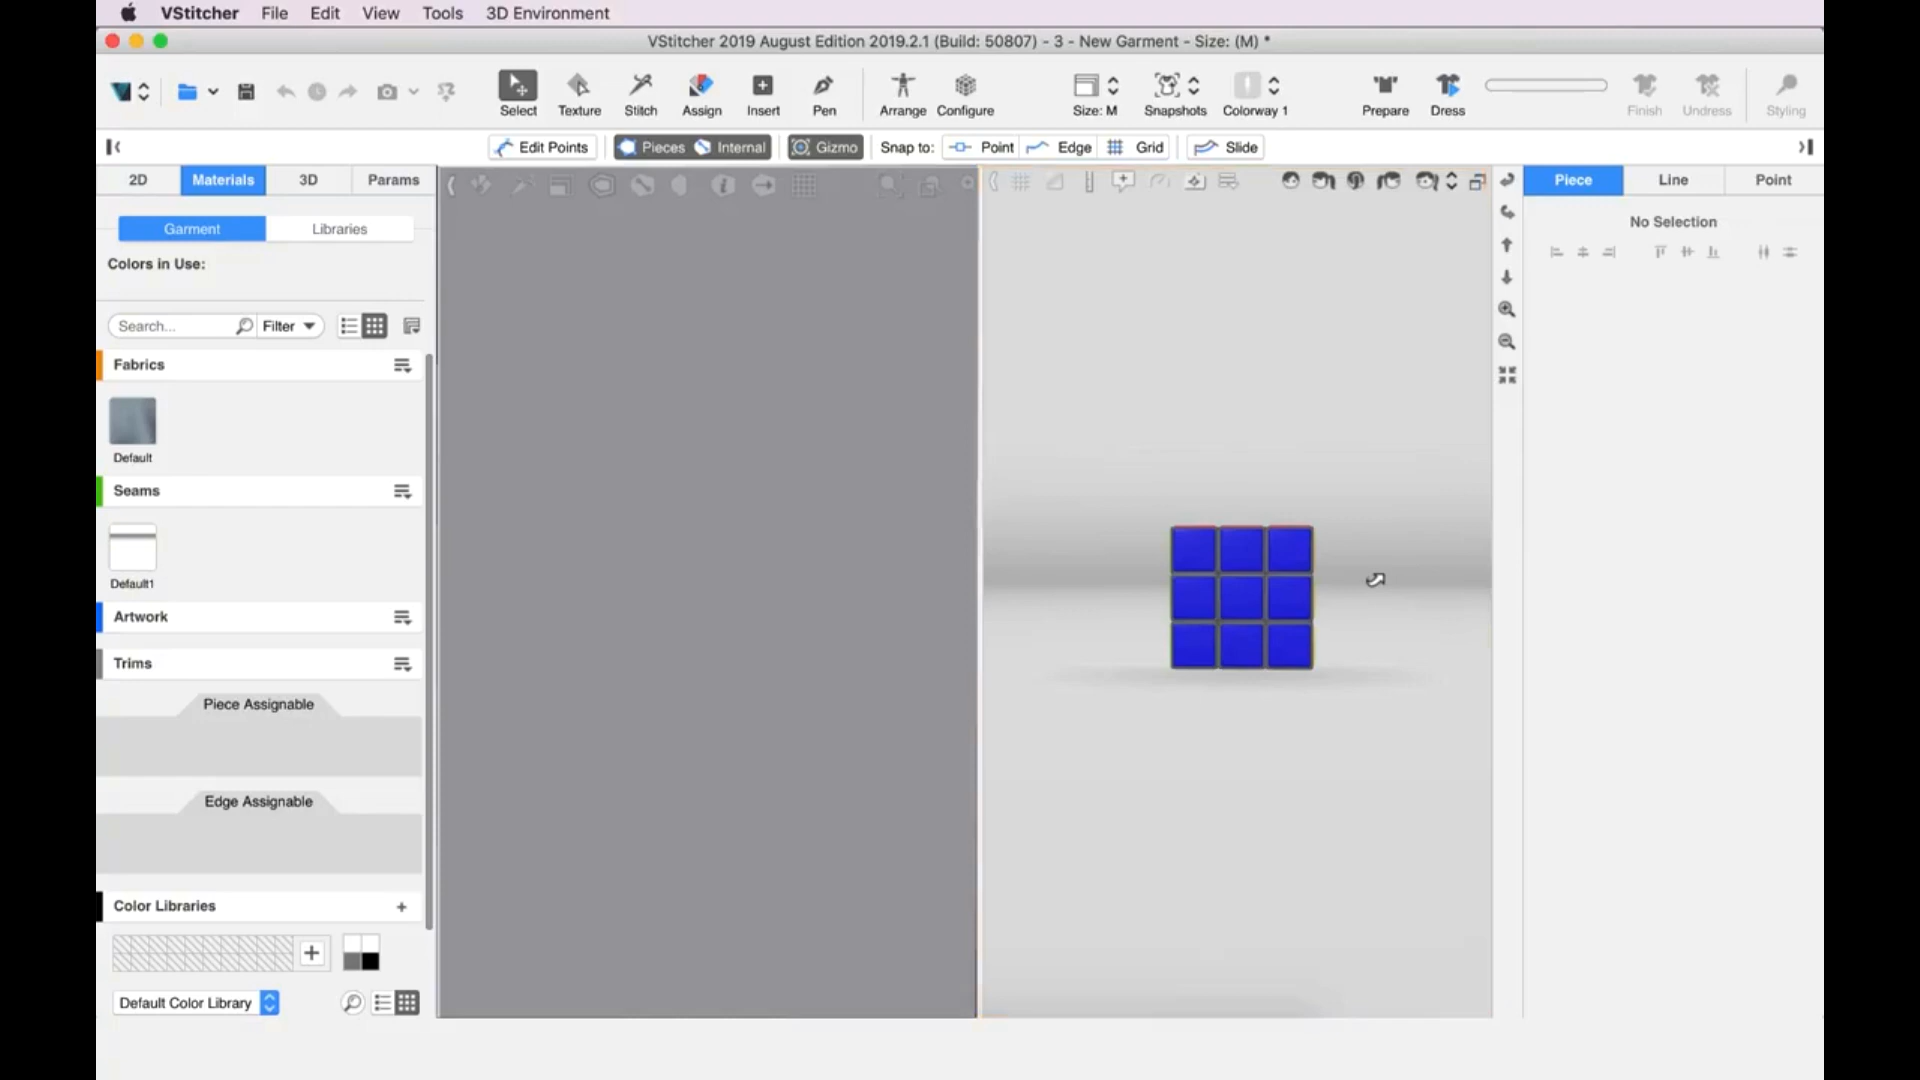 VStitcher File Edit View Tools 3D Environment
VStitcher 2019 August Edition 2019.2.1 (Build: 50807) - 3 - New Garment - Size: (M) *
Select Texture Stitch Assign Insert Pen Arrange Configure Size: M Snapshots Colorway 1 Prepare Dress Finish Undress Styling
Edit Points Pieces Internal Gizmo Snap to: Point Edge Grid Slide
2D Materials 3D Params
Piece Line Point
Garment Libraries
No Selection
Colors in Use:
Search... Filter
Fabrics
Default
Seams
Default1
Artwork
Trims
Piece Assignable
Edge Assignable
Color Libraries
Default Color Library